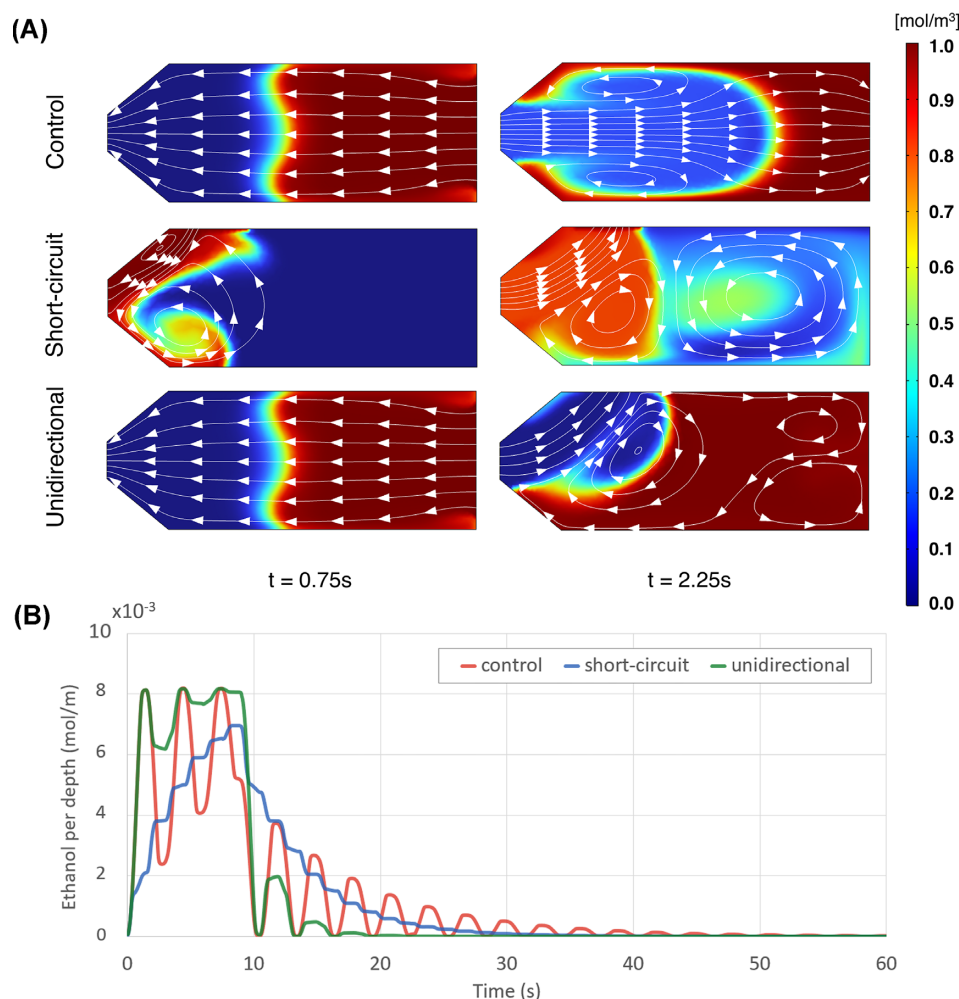 (A)
[mol/m³]
Control
Short-circuit
Unidirectional
1.0
0.9
0.8
0.7
0.6
0.5
0.4
0.3
0.2
0.1
0.0
t = 0.75s
t = 2.25s
(B)
x10⁻³
10
8
6
4
2
0
Ethanol per depth (mol/m)
control
short-circuit
unidirectional
0 10 20 30 40 50 60
Time (s)